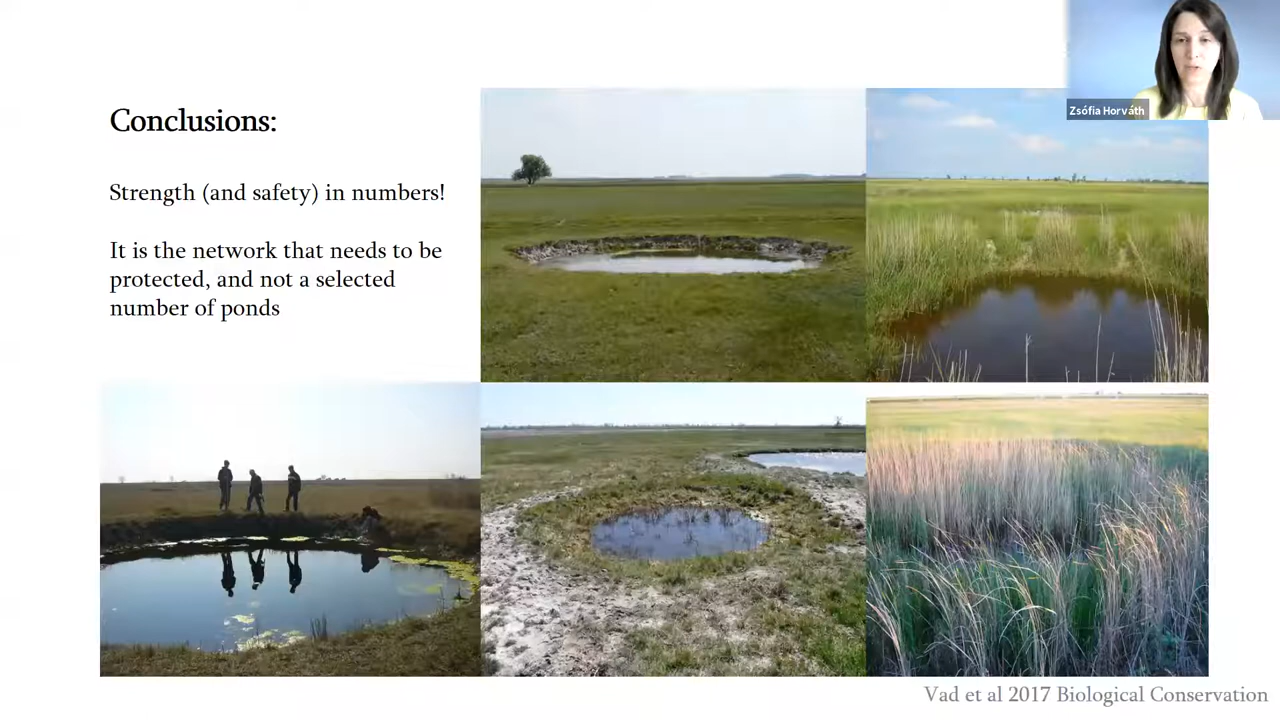 Zsófia Horváth
Conclusions:
Strength (and safety) in numbers!
It is the network that needs to be
protected, and not a selected
number of ponds
Vad et al 2017 Biological Conservation